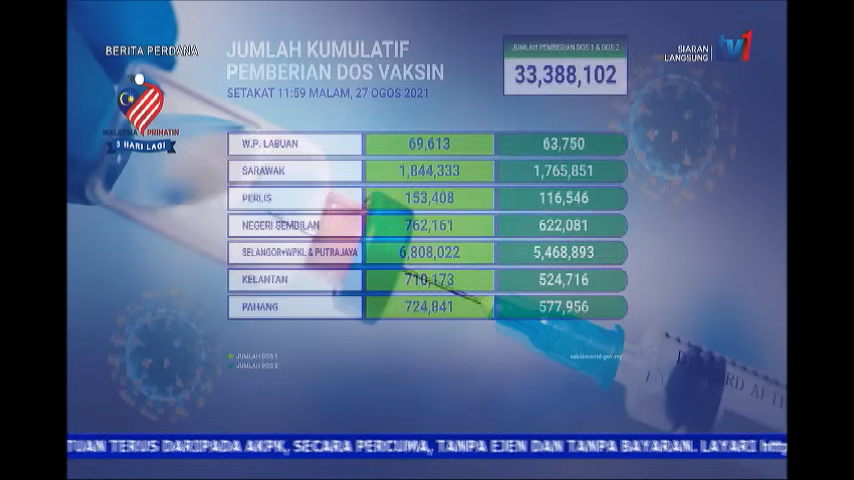 BERITA PERDANA
MALAYSIA PRIHATIN
3 HARI LAGI
JUMLAH KUMULATIF
PEMBERIAN DOS VAKSIN
SETAKAT 11:59 MALAM, 27 OGOS 2021
JUMLAH PEMBERIAN DOS 1 & DOS 2
33,388,102
SIARAN
LANGSUNG
tv1
W.P. LABUAN 69,613 63,750
SARAWAK 1,844,333 1,765,851
PERLIS 153,408 116,546
NEGERI SEMBILAN 762,161 622,081
SELANGOR+WPKL & PUTRAJAYA 6,808,022 5,468,893
KELANTAN 710,173 524,716
PAHANG 724,841 577,956
JUMLAH DOS 1
JUMLAH DOS 2
vaksincovid.gov.my
TUAN TERUS DARIPADA AKPK, SECARA PERCUMA, TANPA EJEN DAN TANPA BAYARAN. LAYARI